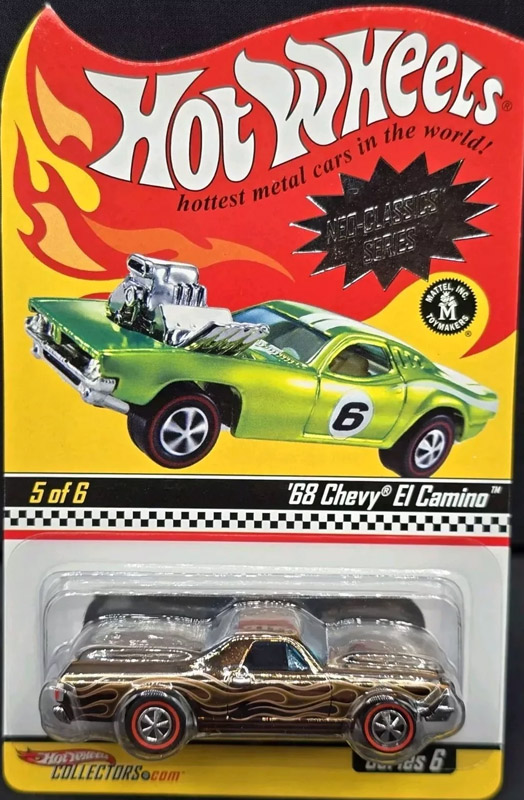 Hot Wheels®
hottest metal cars in the world!
NEO-CLASSICS
SERIES
MATTEL, INC.
M
TOYMAKERS®
6
5 of 6
'68 Chevy® El Camino™
Hot Wheels
COLLECTORS.com™
Series 6